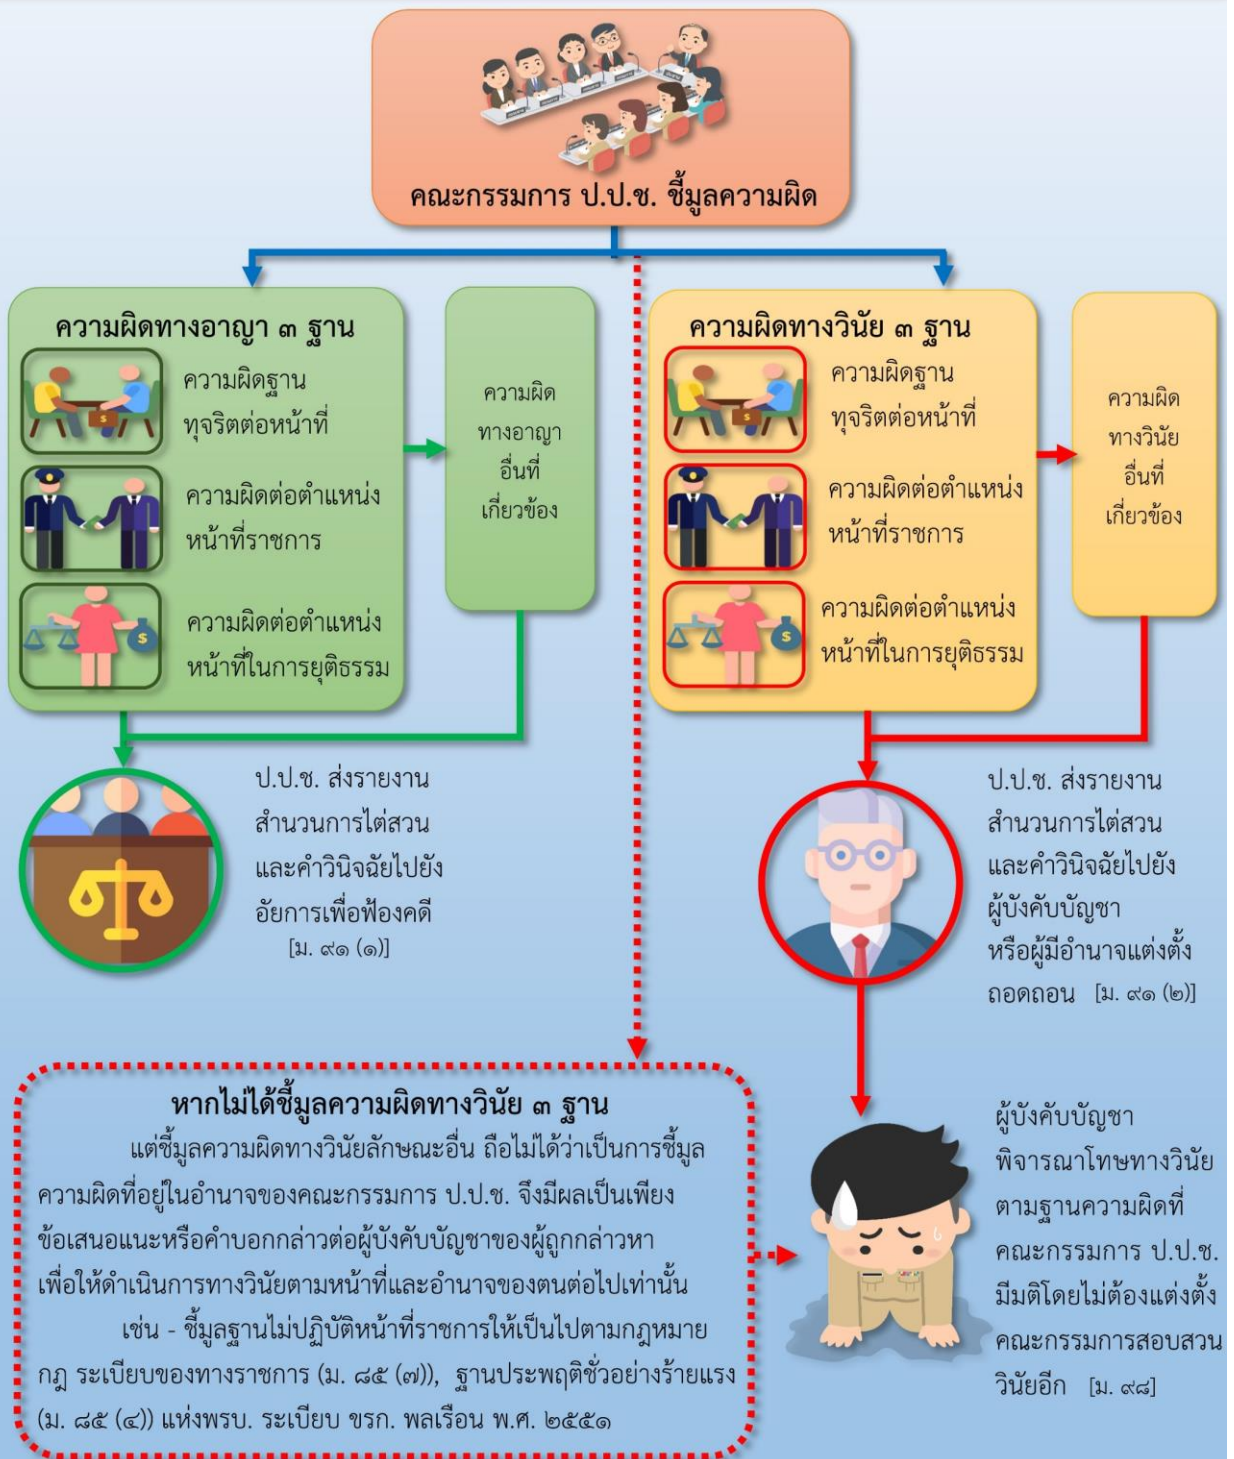 คณะกรรมการ ป.ป.ช. ชี้มูลความผิด
ความผิดทางอาญา ๓ ฐาน
ความผิดฐาน
ทุจริตต่อหน้าที่
ความผิดต่อตำแหน่ง
หน้าที่ราชการ
ความผิดต่อตำแหน่ง
หน้าที่ในการยุติธรรม
ความผิด
ทางอาญา
อื่นที่
เกี่ยวข้อง
ความผิดทางวินัย ๓ ฐาน
ความผิดฐาน
ทุจริตต่อหน้าที่
ความผิดต่อตำแหน่ง
หน้าที่ราชการ
ความผิดต่อตำแหน่ง
หน้าที่ในการยุติธรรม
ความผิด
ทางวินัย
อื่นที่
เกี่ยวข้อง
ป.ป.ช. ส่งรายงาน
สำนวนการไต่สวน
และคำวินิจฉัยไปยัง
อัยการเพื่อฟ้องคดี
[ม. ๙๑ (๑)]
ป.ป.ช. ส่งรายงาน
สำนวนการไต่สวน
และคำวินิจฉัยไปยัง
ผู้บังคับบัญชา
หรือผู้มีอำนาจแต่งตั้ง
ถอดถอน [ม. ๙๑ (๒)]
หากไม่ได้ชี้มูลความผิดทางวินัย ๓ ฐาน
แต่ชี้มูลความผิดทางวินัยลักษณะอื่น ถือไม่ได้ว่าเป็นการชี้มูล
ความผิดที่อยู่ในอำนาจของคณะกรรมการ ป.ป.ช. จึงมีผลเป็นเพียง
ข้อเสนอแนะหรือคำบอกกล่าวต่อผู้บังคับบัญชาของผู้ถูกกล่าวหา
เพื่อให้ดำเนินการทางวินัยตามหน้าที่และอำนาจของตนต่อไปเท่านั้น
เช่น - ชี้มูลฐานไม่ปฏิบัติหน้าที่ราชการให้เป็นไปตามกฎหมาย
กฎ ระเบียบของทางราชการ (ม. ๘๕ (๗)), ฐานประพฤติชั่วอย่างร้ายแรง
(ม. ๘๕ (๔)) แห่งพรบ. ระเบียบ ขรก. พลเรือน พ.ศ. ๒๕๕๑
ผู้บังคับบัญชา
พิจารณาโทษทางวินัย
ตามฐานความผิดที่
คณะกรรมการ ป.ป.ช.
มีมติโดยไม่ต้องแต่งตั้ง
คณะกรรมการสอบสวน
วินัยอีก [ม. ๙๘]